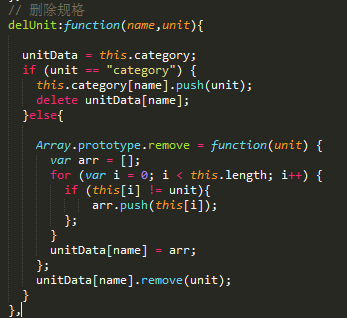 // 删除规格
delUnit:function(name,unit){
unitData = this.category;
if (unit == "category") {
this.category[name].push(unit);
delete unitData[name];
}else{
Array.prototype.remove = function(unit) {
var arr = [];
for (var i = 0; i < this.length; i++) {
if (this[i] != unit){
arr.push(this[i]);
};
}
unitData[name] = arr;
};
unitData[name].remove(unit);
}
},